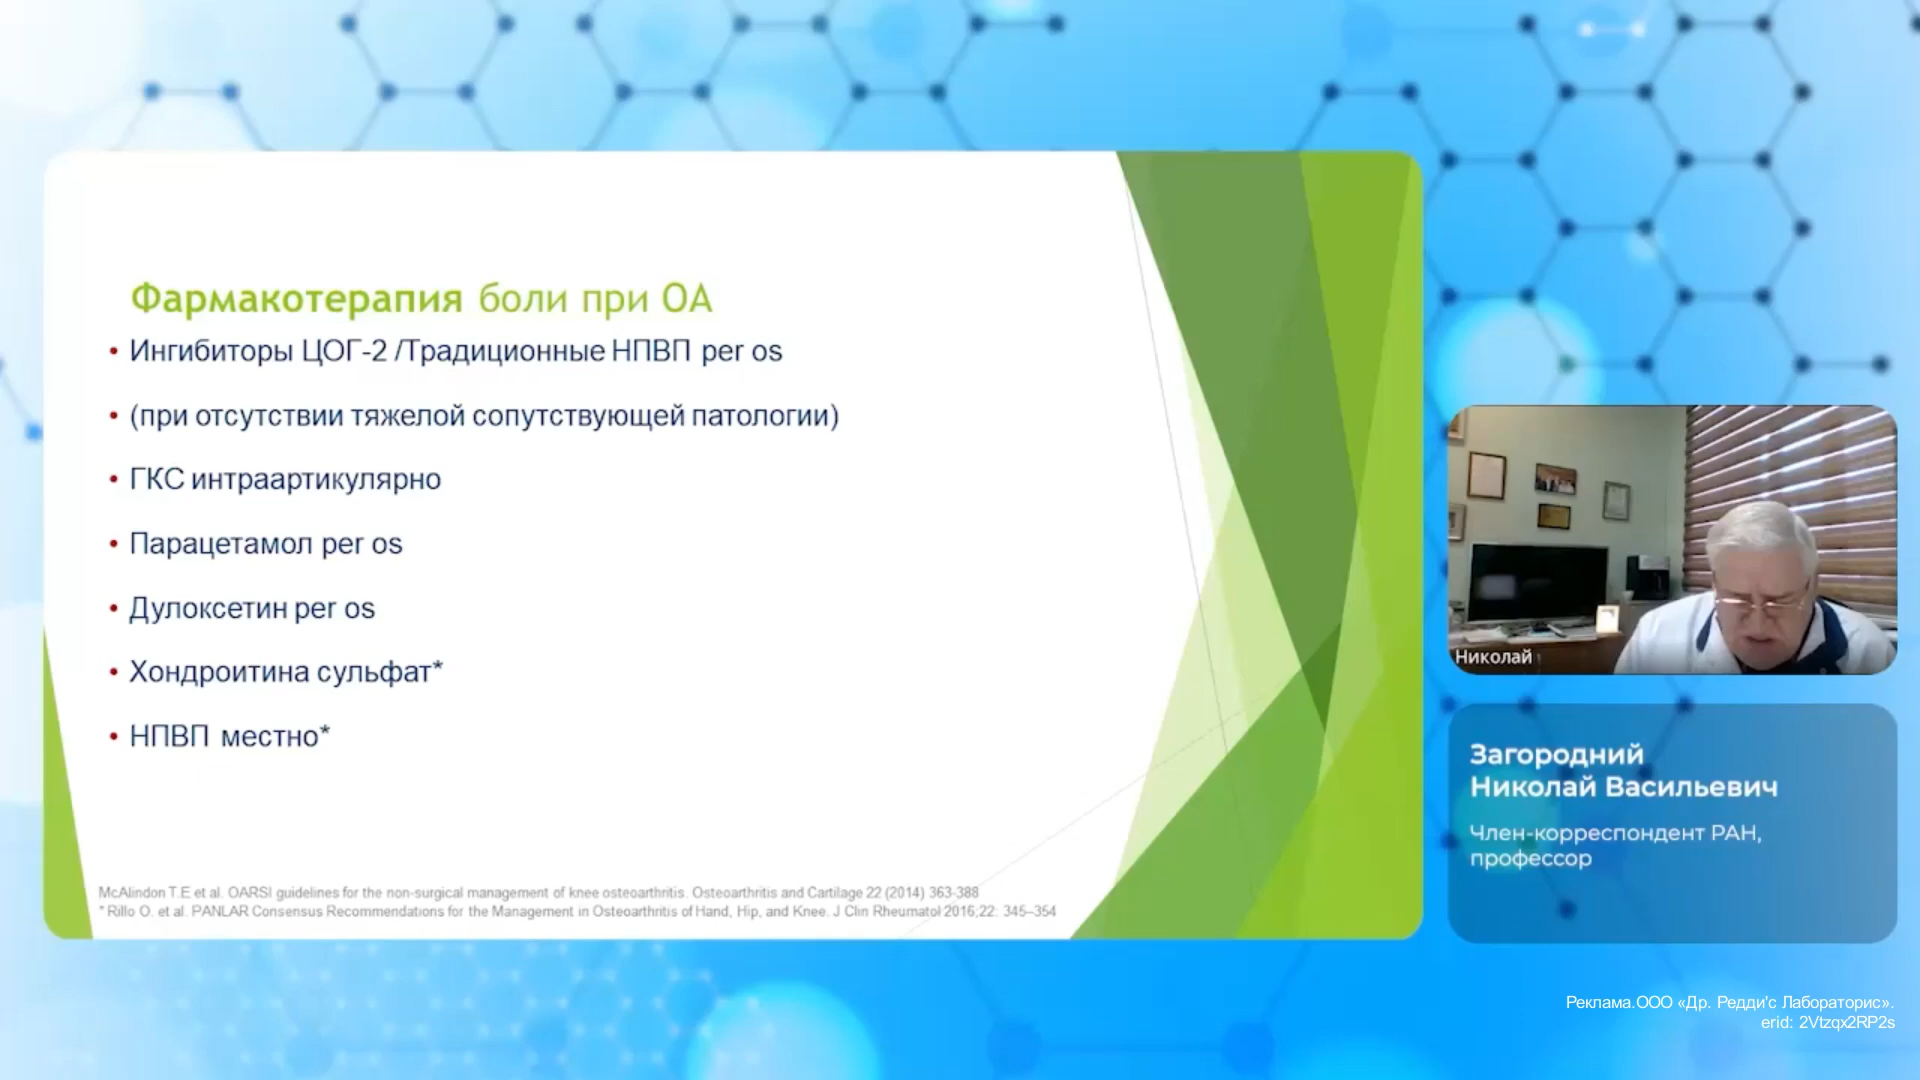 Фармакотерапия боли при ОА
• Ингибиторы ЦОГ-2 /Традиционные НПВП per os
• (при отсутствии тяжелой сопутствующей патологии)
• ГКС интраартикулярно
• Парацетамол per os
• Дулоксетин per os
• Хондроитина сульфат*
• НПВП местно*
McAlindon T.E et al. OARSI guidelines for the non-surgical management of knee osteoarthritis. Osteoarthritis and Cartilage 22 (2014) 363-388
* Rillo O. et al. PANLAR Consensus Recommendations for the Management in Osteoarthritis of Hand, Hip, and Knee. J Clin Rheumatol 2016;22: 345–354
Николай
Загородний
Николай Васильевич
Член-корреспондент РАН,
профессор
Реклама.ООО «Др. Редди'с Лабораторис».
erid: 2Vtzqx2RP2s